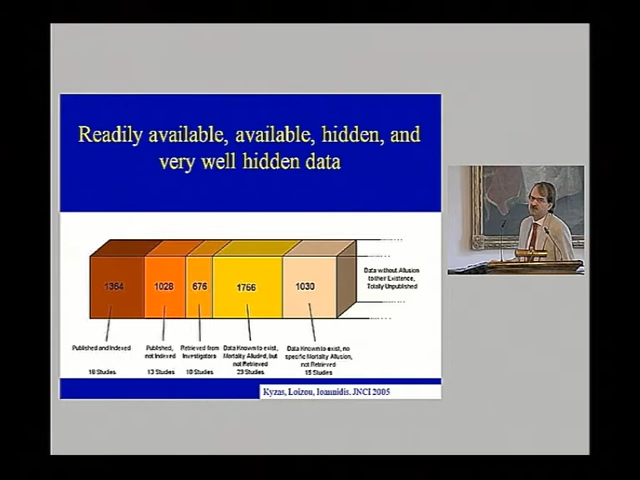 Readily available, available, hidden, and
very well hidden data
1364
1028
676
1766
1030
Data without Allusion
to their Existence,
Totally Unpublished
Published and Indexed
18 Studies
Published,
not Indexed
13 Studies
Retrieved from
Investigators
10 Studies
Data Known to exist,
Mortality Alluded, but
not Retrieved
23 Studies
Data Known to exist, no
specific Mortality Allusion,
not Retrieved
15 Studies
Kyzas, Loizou, Ioannidis. JNCI 2005